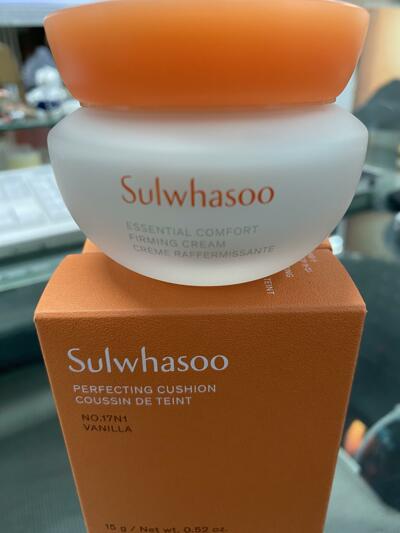 Sulwhasoo
ESSENTIAL COMFORT
FIRMING CREAM
CRÈME RAFFERMISSANTE
Sulwhasoo
PERFECTING CUSHION
COUSSIN DE TEINT
NO.17N1
VANILLA
15 g / Net wt. 0.52 oz.
TEINT